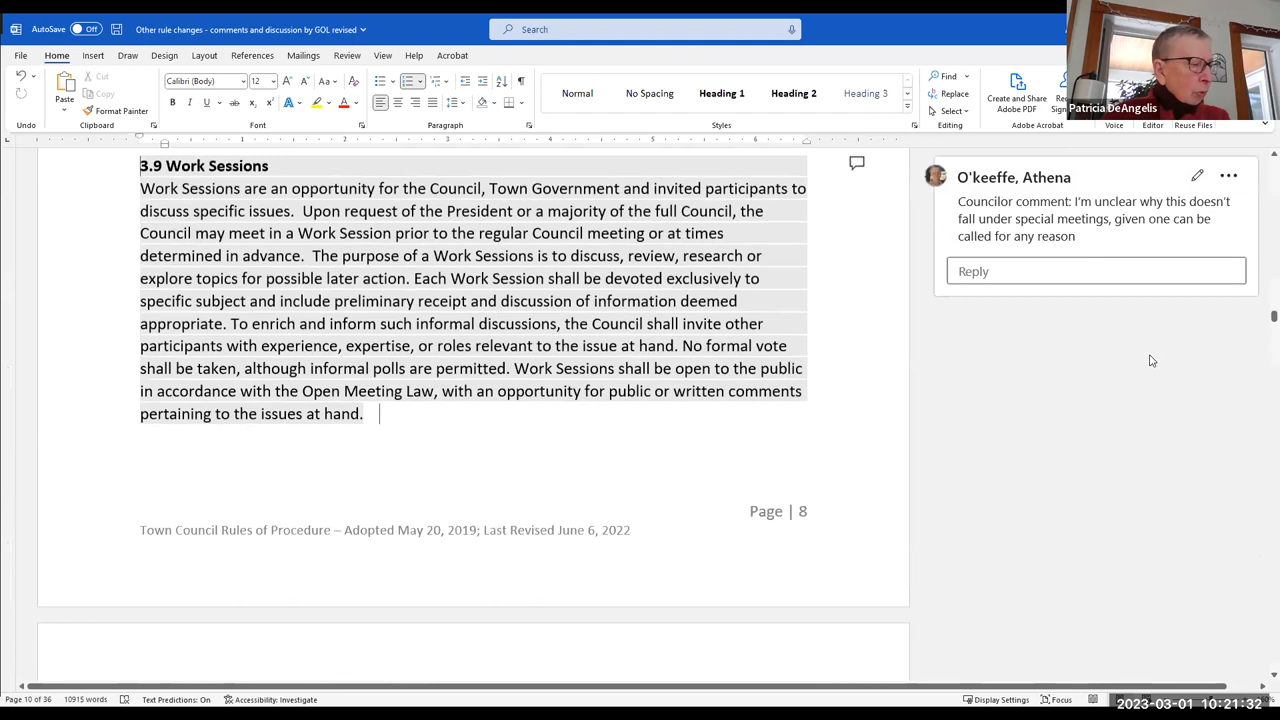 AutoSave Off Other rule changes - comments and discussion by GOL revised Search
File Home Insert Draw Design Layout References Mailings Review View Help Acrobat
Cut
Copy
Paste
Format Painter
Calibri (Body) 12
Normal No Spacing Heading 1 Heading 2 Heading 3
Find
Replace
Select
Create and Share
Adobe PDF
Patricia DeAngelis
Undo Clipboard Font Paragraph Styles Editing Adobe Acrobat Voice Editor Reuse Files
1 2 3 4 5 6
3.9 Work Sessions
Work Sessions are an opportunity for the Council, Town Government and invited participants to
discuss specific issues. Upon request of the President or a majority of the full Council, the
Council may meet in a Work Session prior to the regular Council meeting or at times
determined in advance. The purpose of a Work Sessions is to discuss, review, research or
explore topics for possible later action. Each Work Session shall be devoted exclusively to
specific subject and include preliminary receipt and discussion of information deemed
appropriate. To enrich and inform such informal discussions, the Council shall invite other
participants with experience, expertise, or roles relevant to the issue at hand. No formal vote
shall be taken, although informal polls are permitted. Work Sessions shall be open to the public
in accordance with the Open Meeting Law, with an opportunity for public or written comments
pertaining to the issues at hand.
Page | 8
Town Council Rules of Procedure – Adopted May 20, 2019; Last Revised June 6, 2022
O'keeffe, Athena
Councilor comment: I'm unclear why this doesn't
fall under special meetings, given one can be
called for any reason
Reply
Page 10 of 36 10915 words Text Predictions: On Accessibility: Investigate Display Settings Focus
2023-03-01 10:21:32